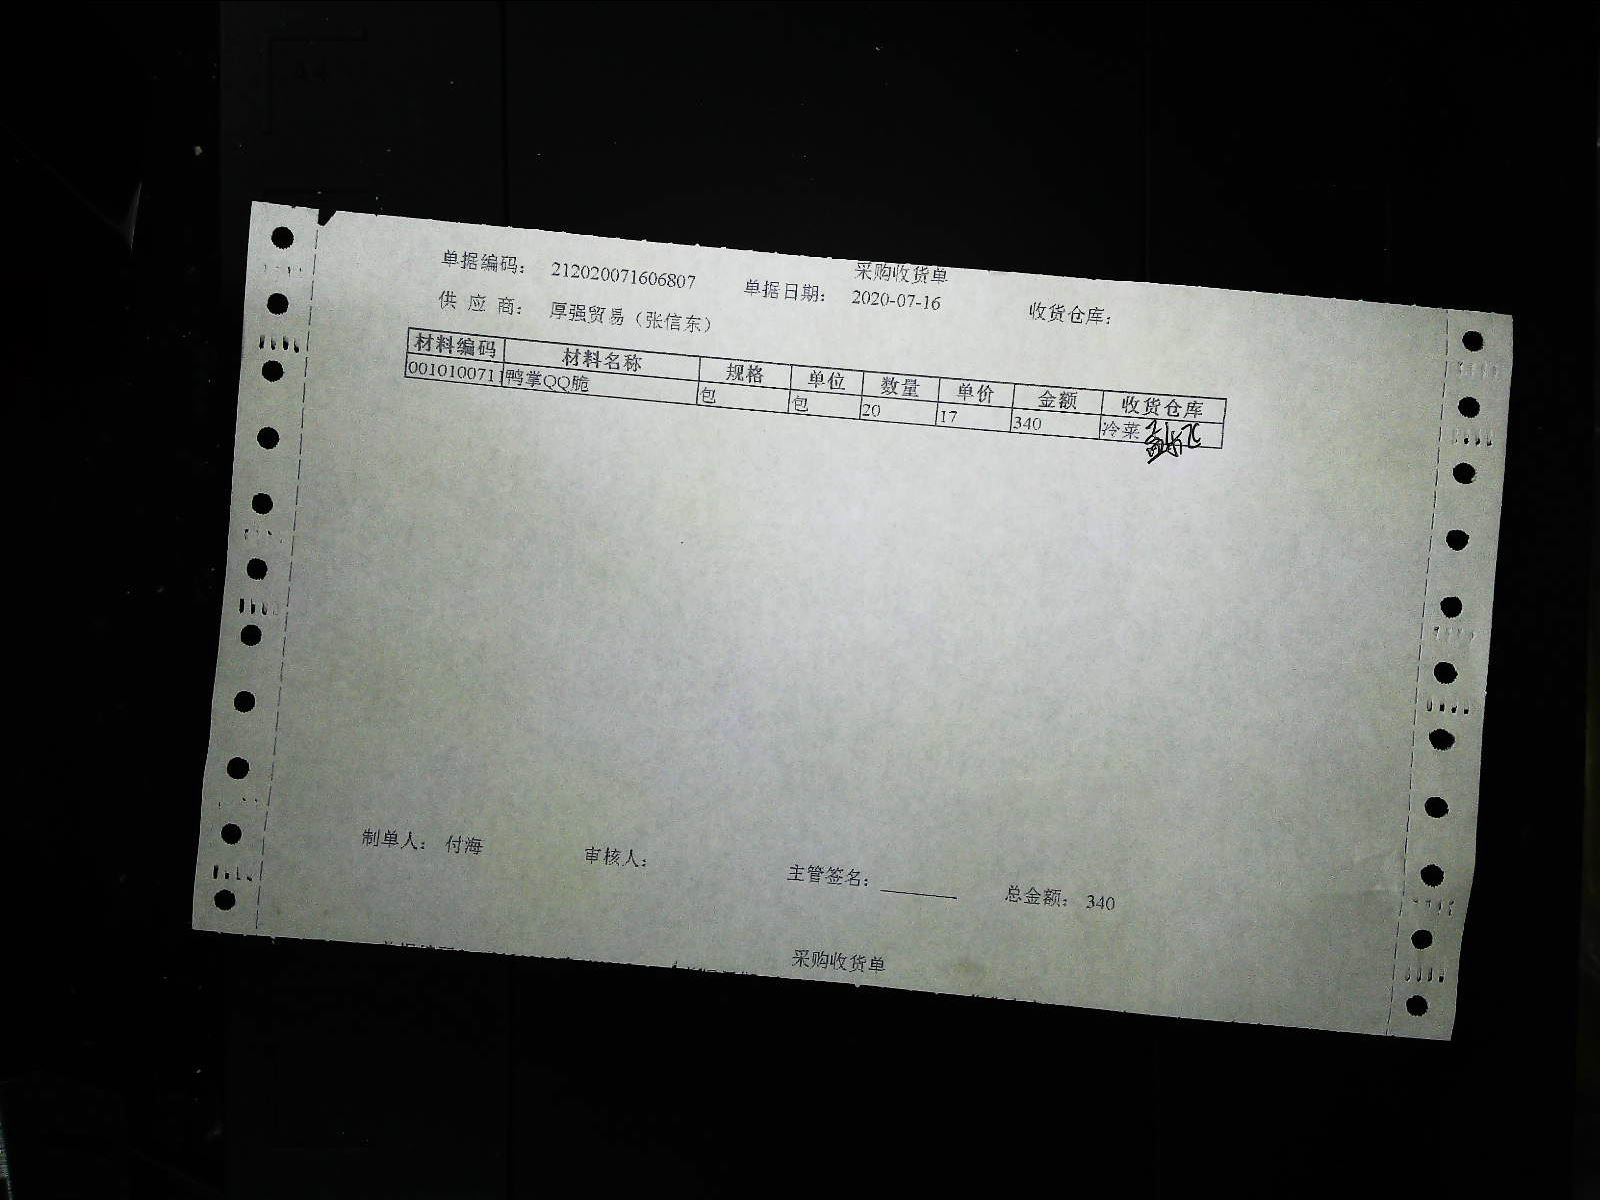 采购收货单
单据编码： 212020071606807 单据日期： 2020-07-16 收货仓库：
供 应 商： 厚强贸易（张信东）
材料编码 材料名称 规格 单位 数量 单价 金额 收货仓库
0010100711 鸭掌QQ脆 包 包 20 17 340 冷菜
制单人： 付海 审核人： 主管签名： 总金额： 340
采购收货单